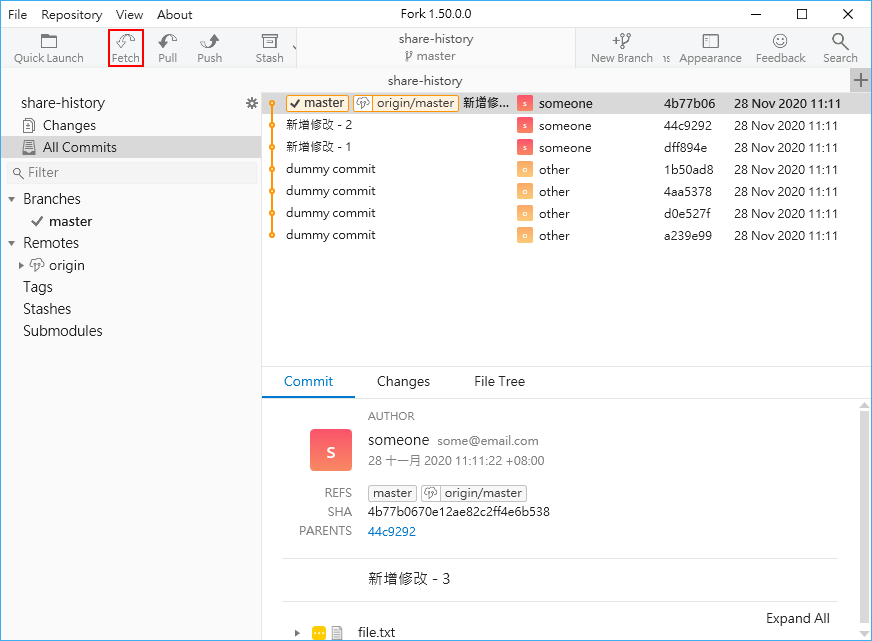 File Repository View About Fork 1.50.0.0
Quick Launch Fetch Pull Push Stash share-history master New Branch Appearance Feedback Search
share-history
share-history
Changes
All Commits
Filter
Branches
master
Remotes
origin
Tags
Stashes
Submodules
master origin/master 新增修... s someone 4b77b06 28 Nov 2020 11:11
新增修改 - 2 s someone 44c9292 28 Nov 2020 11:11
新增修改 - 1 s someone dff894e 28 Nov 2020 11:11
dummy commit o other 1b50ad8 28 Nov 2020 11:11
dummy commit o other 4aa5378 28 Nov 2020 11:11
dummy commit o other d0e527f 28 Nov 2020 11:11
dummy commit o other a239e99 28 Nov 2020 11:11
Commit Changes File Tree
AUTHOR
s someone some@email.com
28 十一月 2020 11:11:22 +08:00
REFS master origin/master
SHA 4b77b0670e12ae82c2ff4e6b538
PARENTS 44c9292
新增修改 - 3
Expand All
file.txt